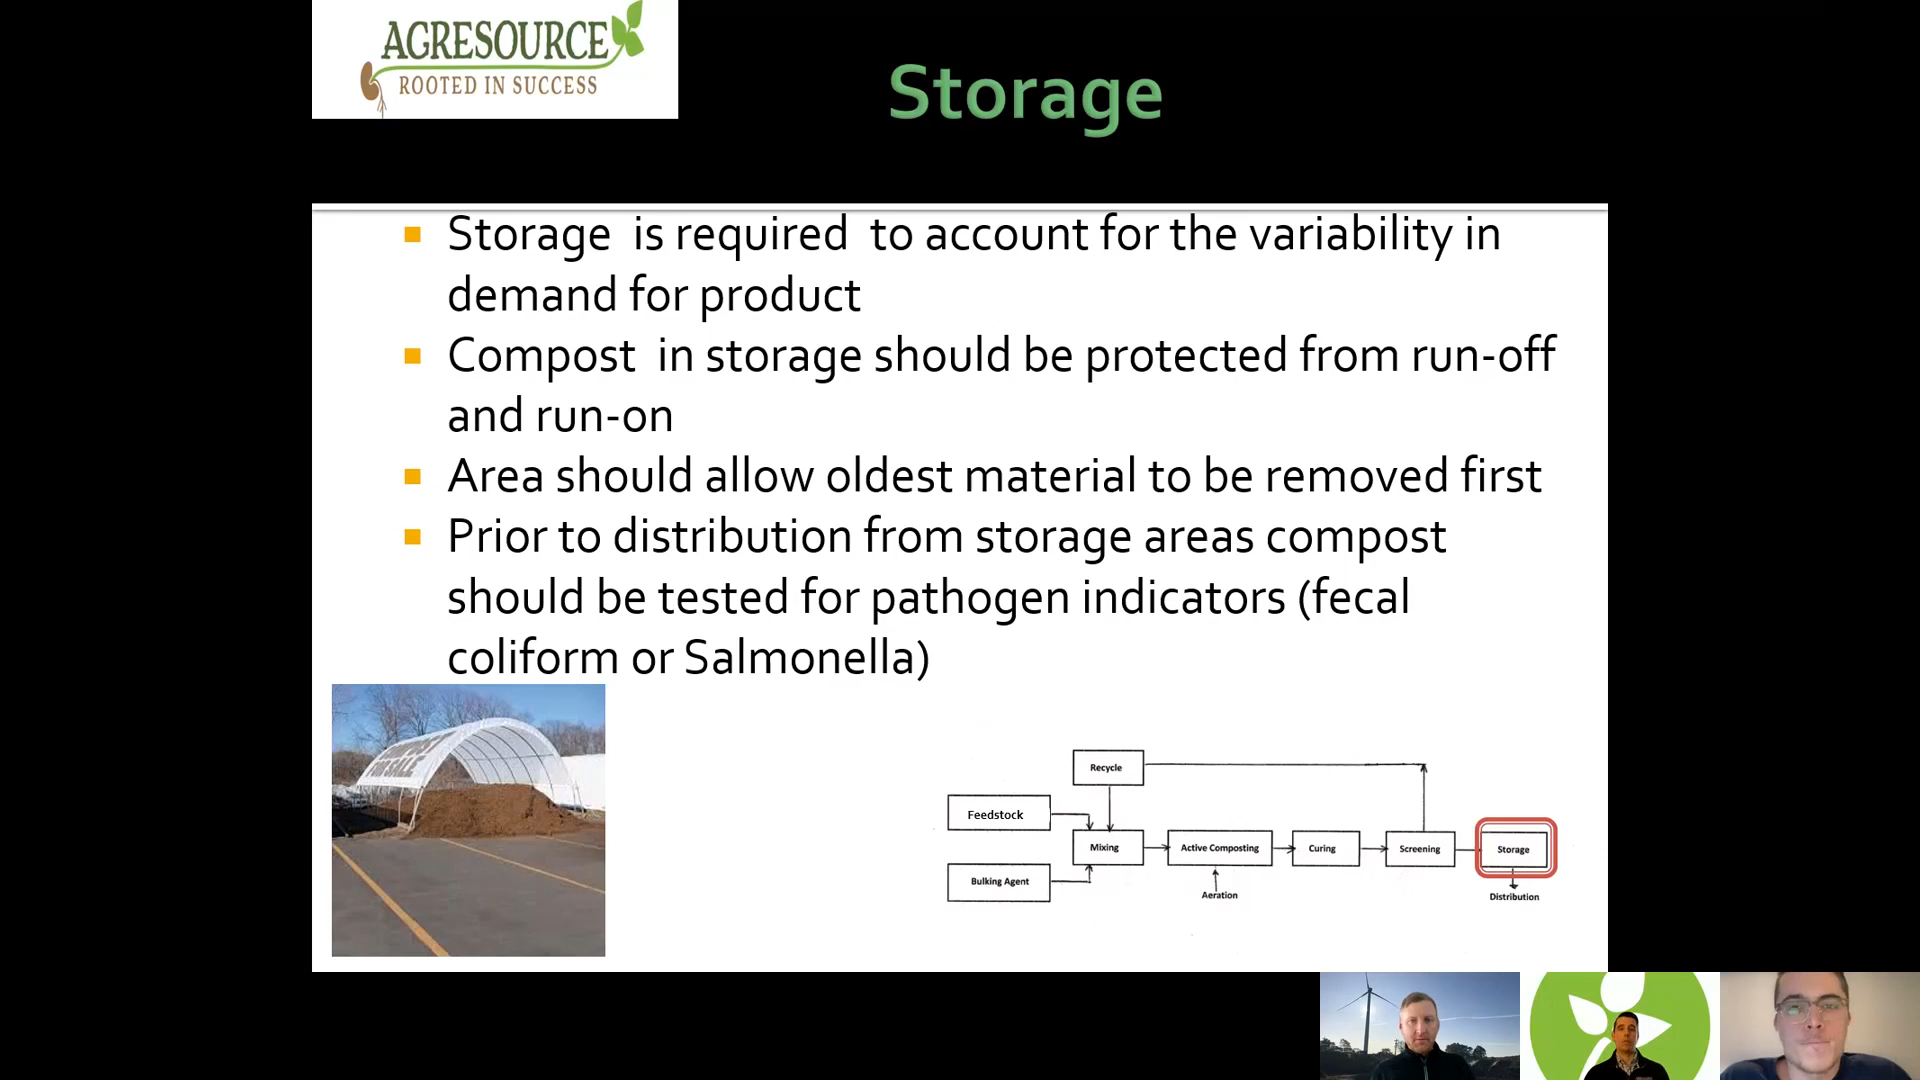 AGRESOURCE
ROOTED IN SUCCESS
Storage
Storage is required to account for the variability in
demand for product
Compost in storage should be protected from run-off
and run-on
Area should allow oldest material to be removed first
Prior to distribution from storage areas compost
should be tested for pathogen indicators (fecal
coliform or Salmonella)
FOR SALE
Recycle
Feedstock
Mixing
Active Composting
Curing
Screening
Storage
Bulking Agent
Aeration
Distribution